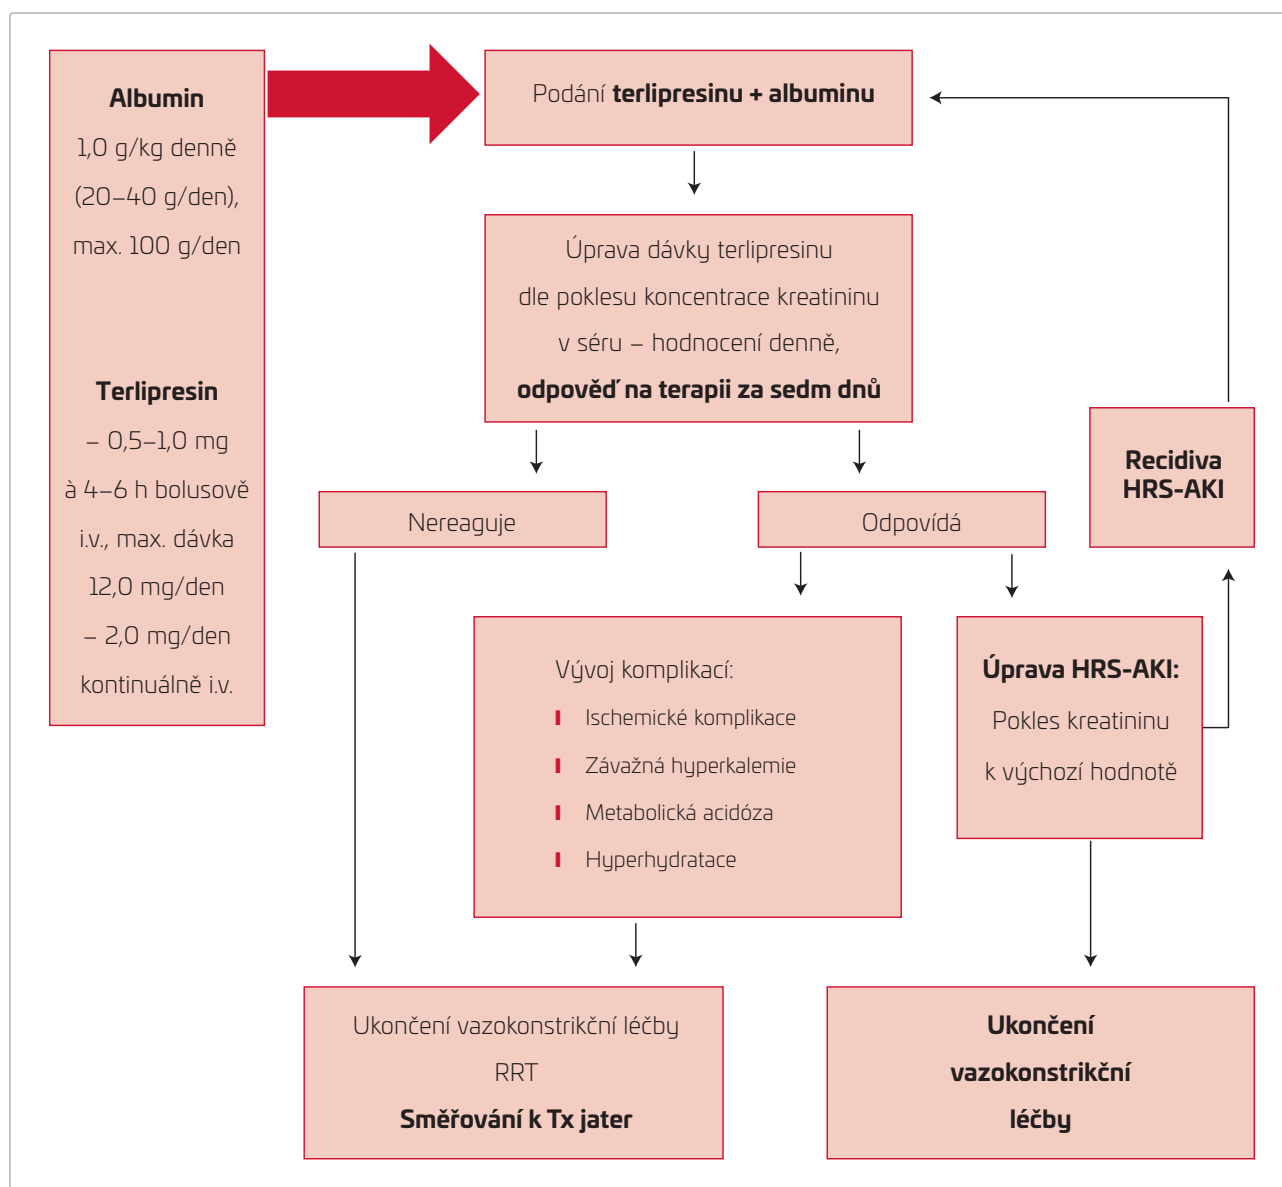 Albumin
1,0 g/kg denně
(20–40 g/den),
max. 100 g/den
Terlipresin
– 0,5–1,0 mg
à 4–6 h bolusově
i.v., max. dávka
12,0 mg/den
– 2,0 mg/den
kontinuálně i.v.
Podání terlipresinu + albuminu
Úprava dávky terlipresinu
dle poklesu koncentrace kreatininu
v séru – hodnocení denně,
odpověď na terapii za sedm dnů
Recidiva
HRS-AKI
Nereaguje
Odpovídá
Vývoj komplikací:
Ischemické komplikace
Závažná hyperkalemie
Metabolická acidóza
Hyperhydratace
Úprava HRS-AKI:
Pokles kreatininu
k výchozí hodnotě
Ukončení vazokonstrikční léčby
RRT
Směřování k Tx jater
Ukončení
vazokonstrikční
léčby